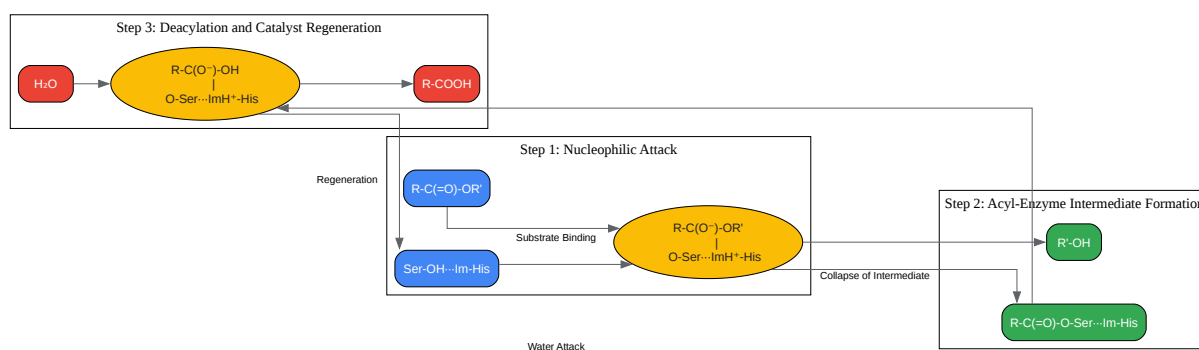 Step 3: Deacylation and Catalyst Regeneration
H₂O
R-C(O⁻)-OH
|
O-Ser···ImH⁺-His
R-COOH
Step 1: Nucleophilic Attack
Regeneration
R-C(=O)-OR'
Substrate Binding
Ser-OH···Im-His
R-C(O⁻)-OR'
|
O-Ser···ImH⁺-His
Collapse of Intermediate
Step 2: Acyl-Enzyme Intermediate Formation
R'-OH
R-C(=O)-O-Ser···Im-His
Water Attack